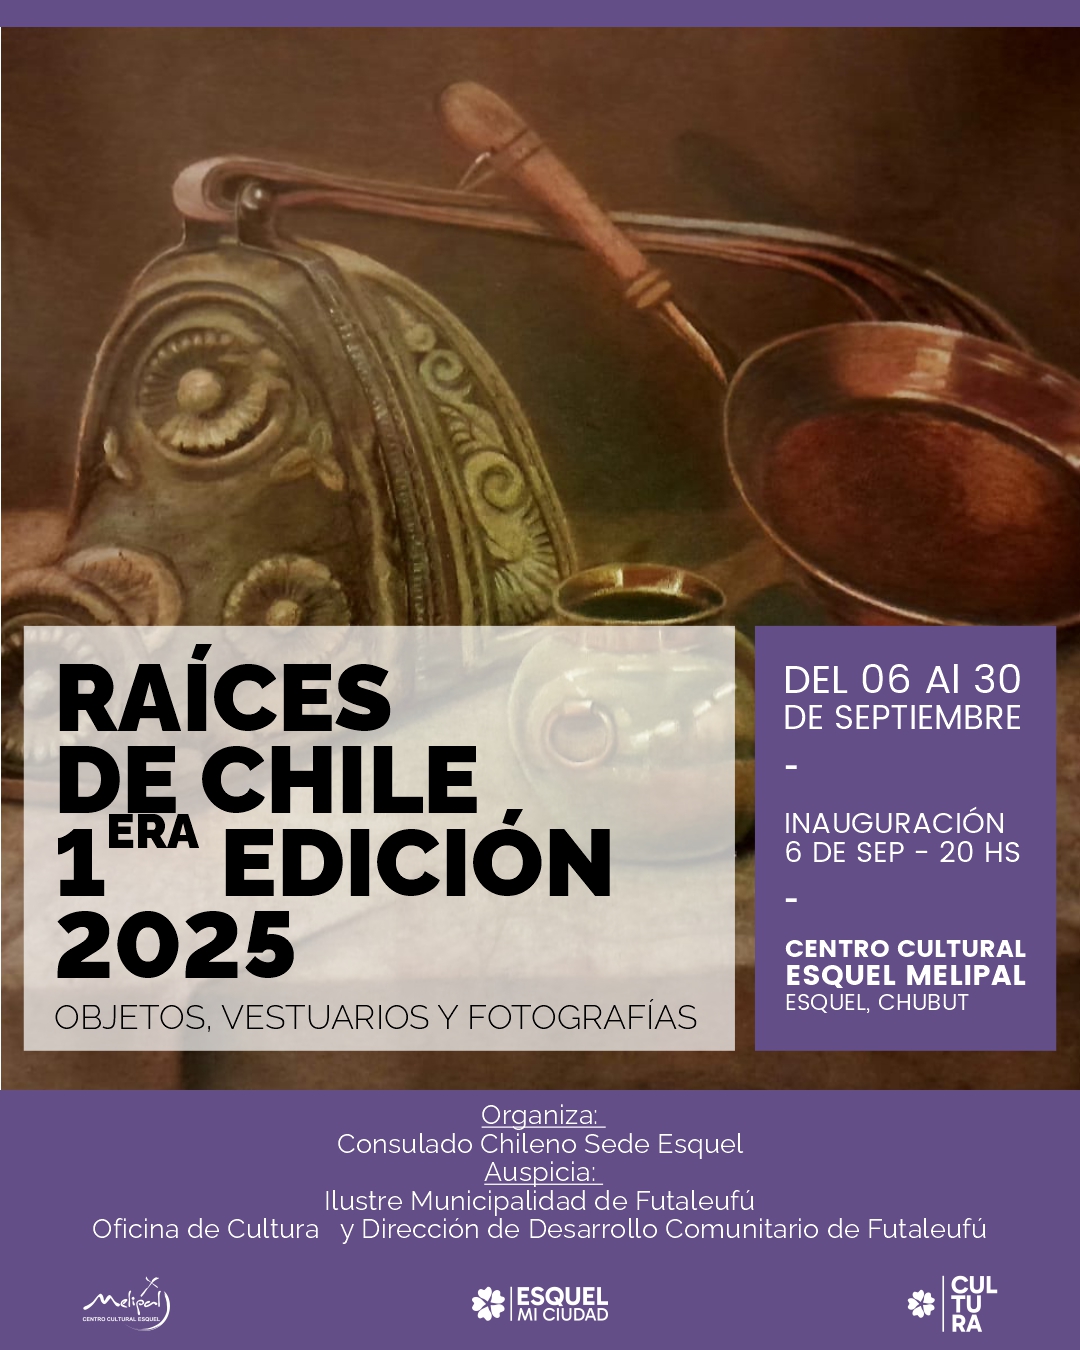 RAÍCES
DE CHILE
1ERA EDICIÓN
2025
OBJETOS, VESTUARIOS Y FOTOGRAFÍAS
DEL 06 Al 30
DE SEPTIEMBRE
-
INAUGURACIÓN
6 DE SEP - 20 HS
-
CENTRO CULTURAL
ESQUEL MELIPAL
ESQUEL, CHUBUT
Organiza:
Consulado Chileno Sede Esquel
Auspicia:
Ilustre Municipalidad de Futaleufú
Oficina de Cultura y Dirección de Desarrollo Comunitario de Futaleufú
Melipal
CENTRO CULTURAL ESQUEL
ESQUEL
MI CIUDAD
CUL
TU
RA